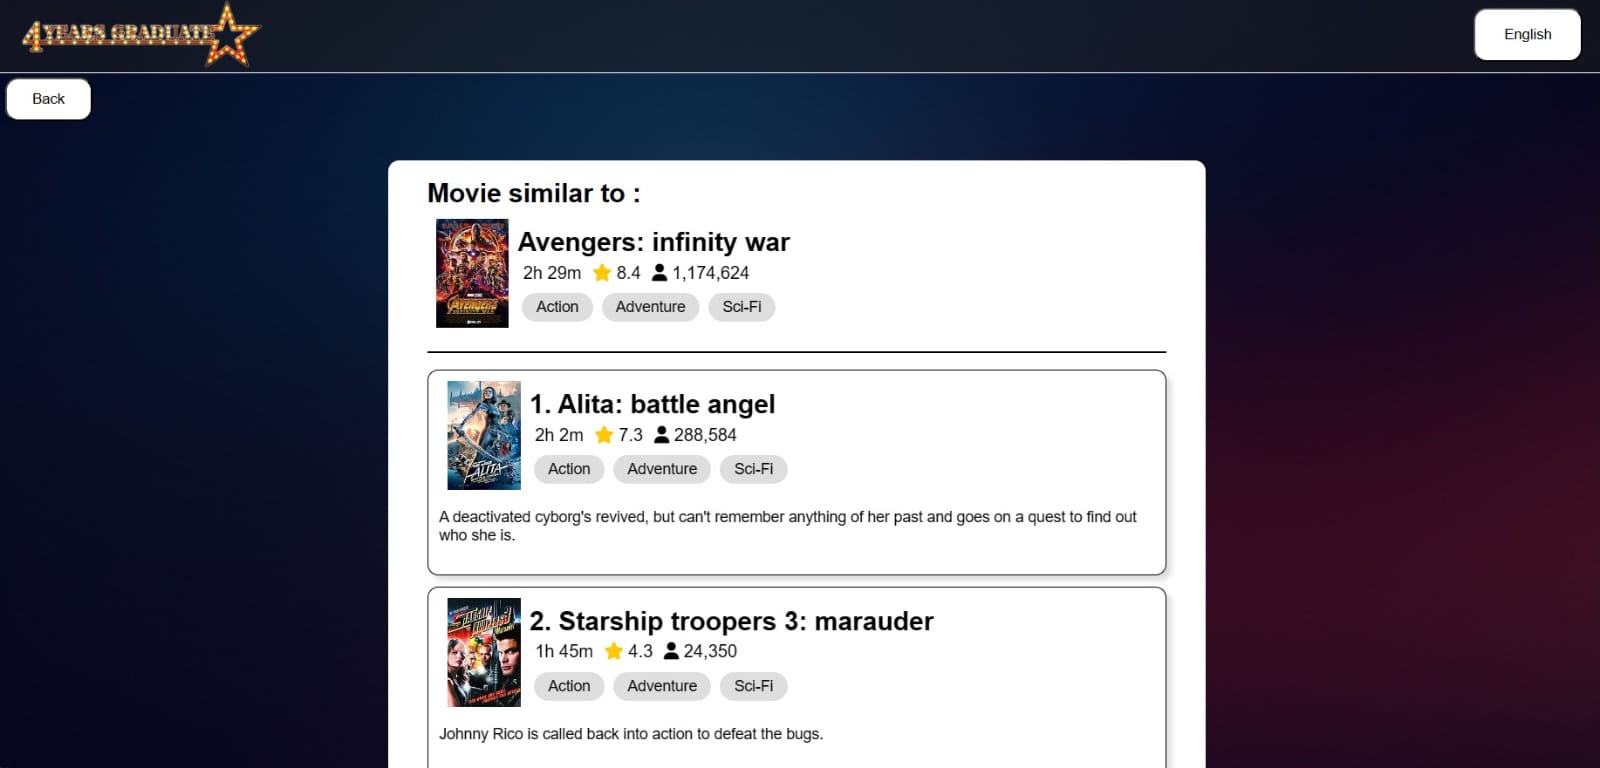 4 YEARS GRADUATE
English
Back
Movie similar to :
AVENGERS
Avengers: infinity war
2h 29m 8.4 1,174,624
Action Adventure Sci-Fi
ALITA
1. Alita: battle angel
2h 2m 7.3 288,584
Action Adventure Sci-Fi
A deactivated cyborg's revived, but can't remember anything of her past and goes on a quest to find out
who she is.
2. Starship troopers 3: marauder
1h 45m 4.3 24,350
Action Adventure Sci-Fi
Johnny Rico is called back into action to defeat the bugs.